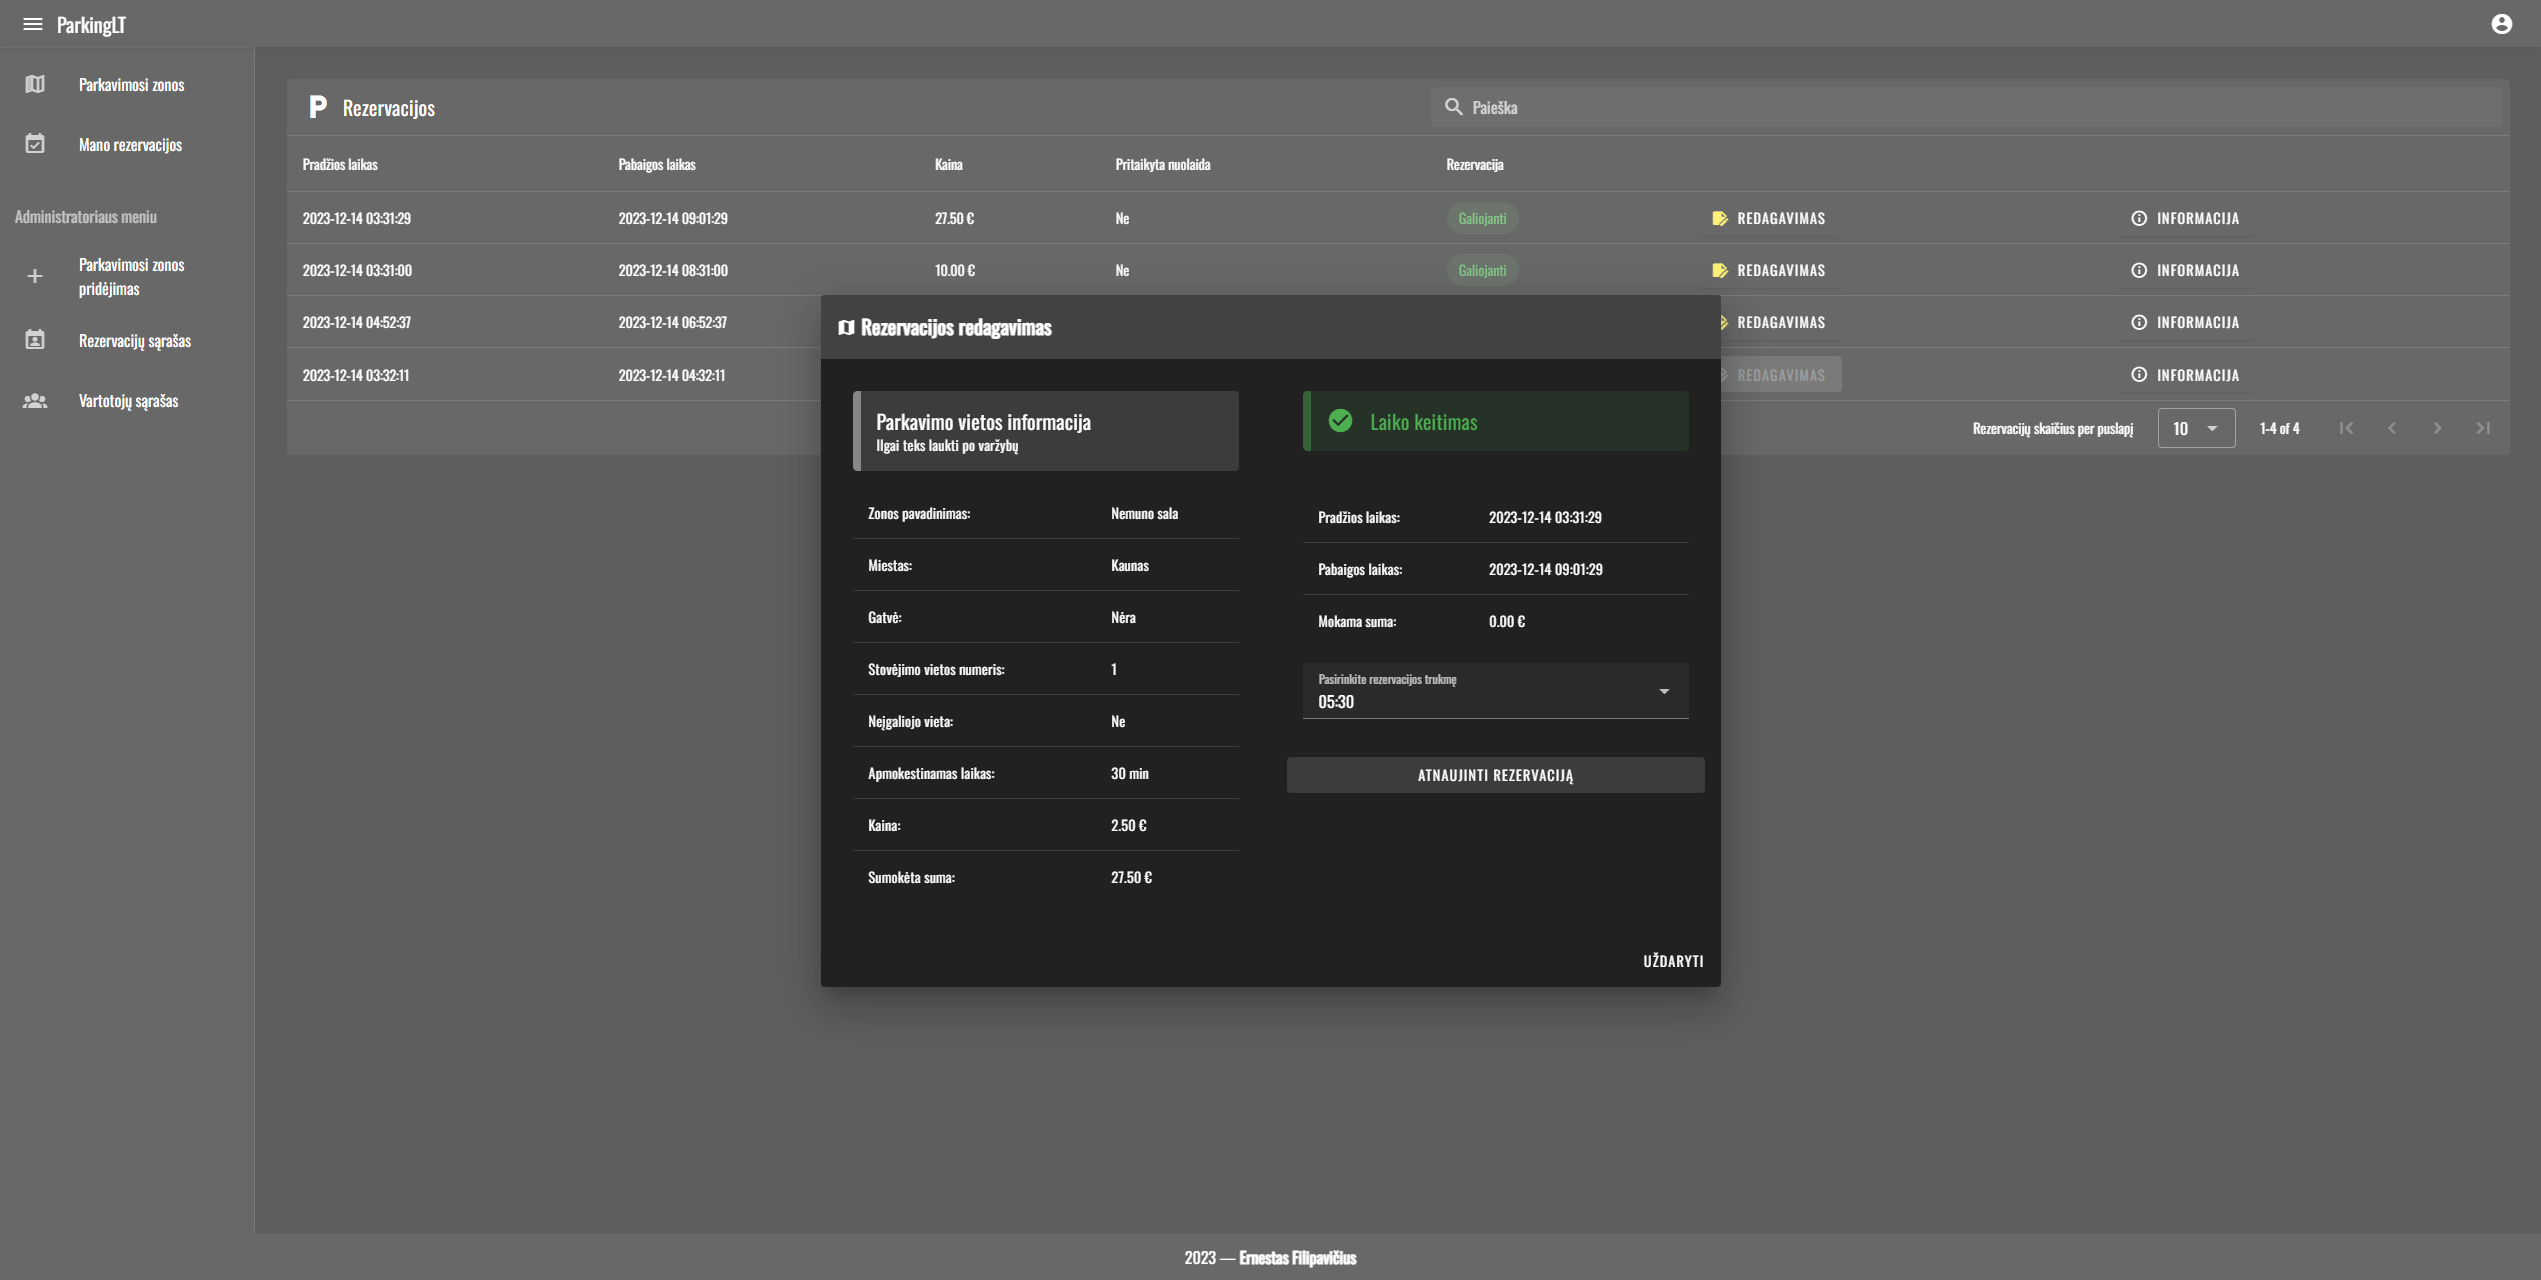 ParkingLT
Parkavimosi zonos
Mano rezervacijos
Administratoriaus meniu
Parkavimosi zonos
pridėjimas
Rezervacijų sąrašas
Vartotojų sąrašas
Rezervacijos
Paieška
Pradžios laikas Pabaigos laikas Kaina Pritaikyta nuolaida Rezervacija
2023-12-14 03:31:29 2023-12-14 09:01:29 27.50 € Ne Galiojanti REDAGAVIMAS INFORMACIJA
2023-12-14 03:31:00 2023-12-14 08:31:00 10.00 € Ne Galiojanti REDAGAVIMAS INFORMACIJA
2023-12-14 04:52:37 2023-12-14 06:52:37 REDAGAVIMAS INFORMACIJA
2023-12-14 03:32:11 2023-12-14 04:32:11 REDAGAVIMAS INFORMACIJA
Rezervacijų skaičius per puslapį 10 1-4 of 4
Rezervacijos redagavimas
Parkavimo vietos informacija
Ilgai teks laukti po varžybų
Zonos pavadinimas: Nemuno sala
Miestas: Kaunas
Gatvė: Nėra
Stovėjimo vietos numeris: 1
Neįgaliojo vieta: Ne
Apmokestinamas laikas: 30 min
Kaina: 2.50 €
Sumokėta suma: 27.50 €
Laiko keitimas
Pradžios laikas: 2023-12-14 03:31:29
Pabaigos laikas: 2023-12-14 09:01:29
Mokama suma: 0.00 €
Pasirinkite rezervacijos trukmę
05:30
ATNAUJINTI REZERVACIJĄ
UŽDARYTI
2023 — Ernestas Filipavičius